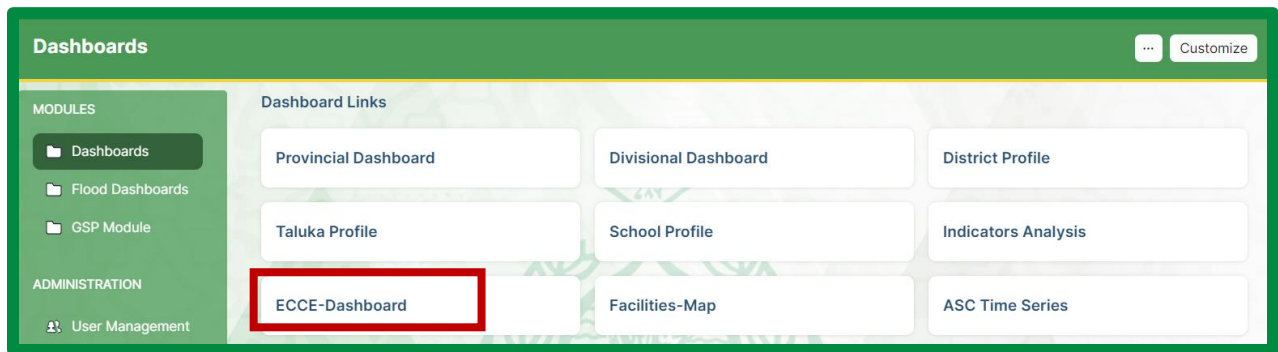 Dashboards
...
Customize
MODULES
Dashboards
Flood Dashboards
GSP Module
ADMINISTRATION
User Management
Dashboard Links
Provincial Dashboard
Divisional Dashboard
District Profile
Taluka Profile
School Profile
Indicators Analysis
ECCE-Dashboard
Facilities-Map
ASC Time Series